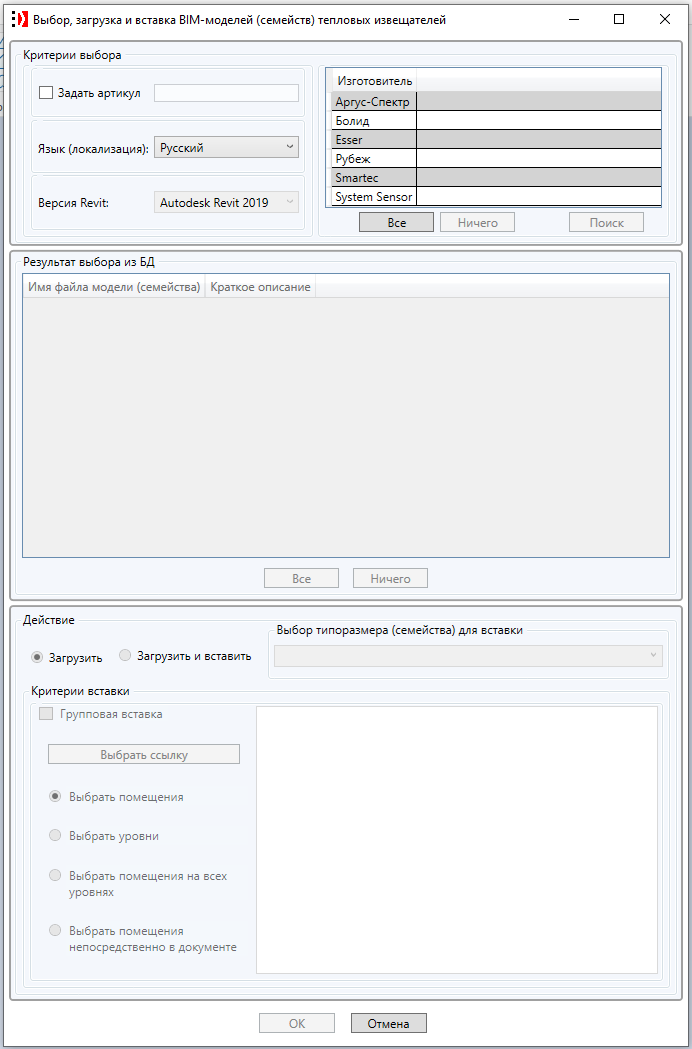 Выбор, загрузка и вставка BIM-моделей (семейств) тепловых извещателей
Критерии выбора
Задать артикул
Язык (локализация):
Русский
Версия Revit:
Autodesk Revit 2019
Изготовитель
Аргус-Спектр
Болид
Esser
Рубеж
Smartec
System Sensor
Все
Ничего
Поиск
Результат выбора из БД
Имя файла модели (семейства)
Краткое описание
Все
Ничего
Действие
Загрузить
Загрузить и вставить
Выбор типоразмера (семейства) для вставки
Критерии вставки
Групповая вставка
Выбрать ссылку
Выбрать помещения
Выбрать уровни
Выбрать помещения на всех
уровнях
Выбрать помещения
непосредственно в документе
OK
Отмена